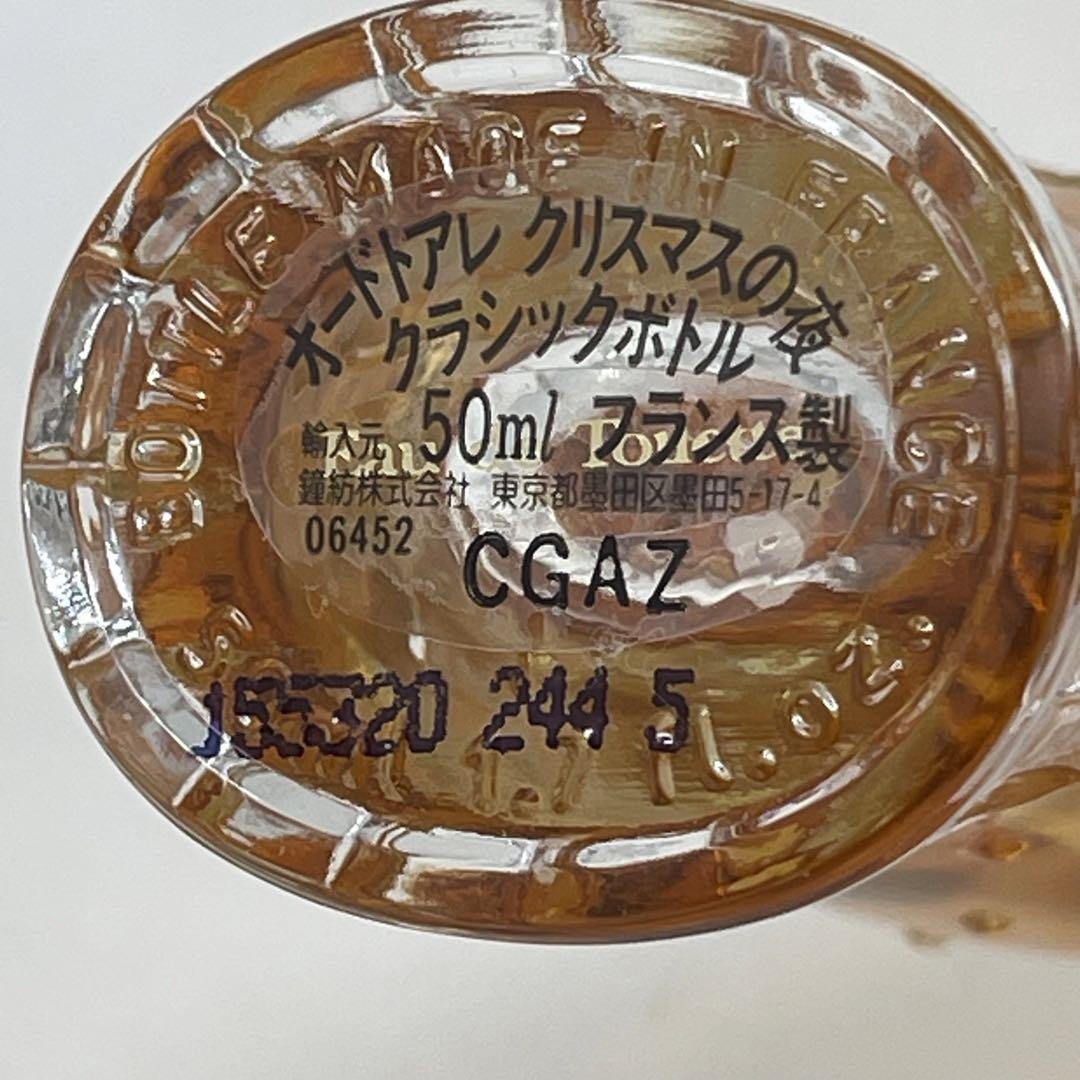 BOTTLE MADE IN FRANCE
オードトアレ クリスマスの夜
クラシックボトル
50ml フランス製
輸入元
鐘紡株式会社 東京都墨田区墨田5-17-4
06452
CGAZ
244 5
fl.oz.